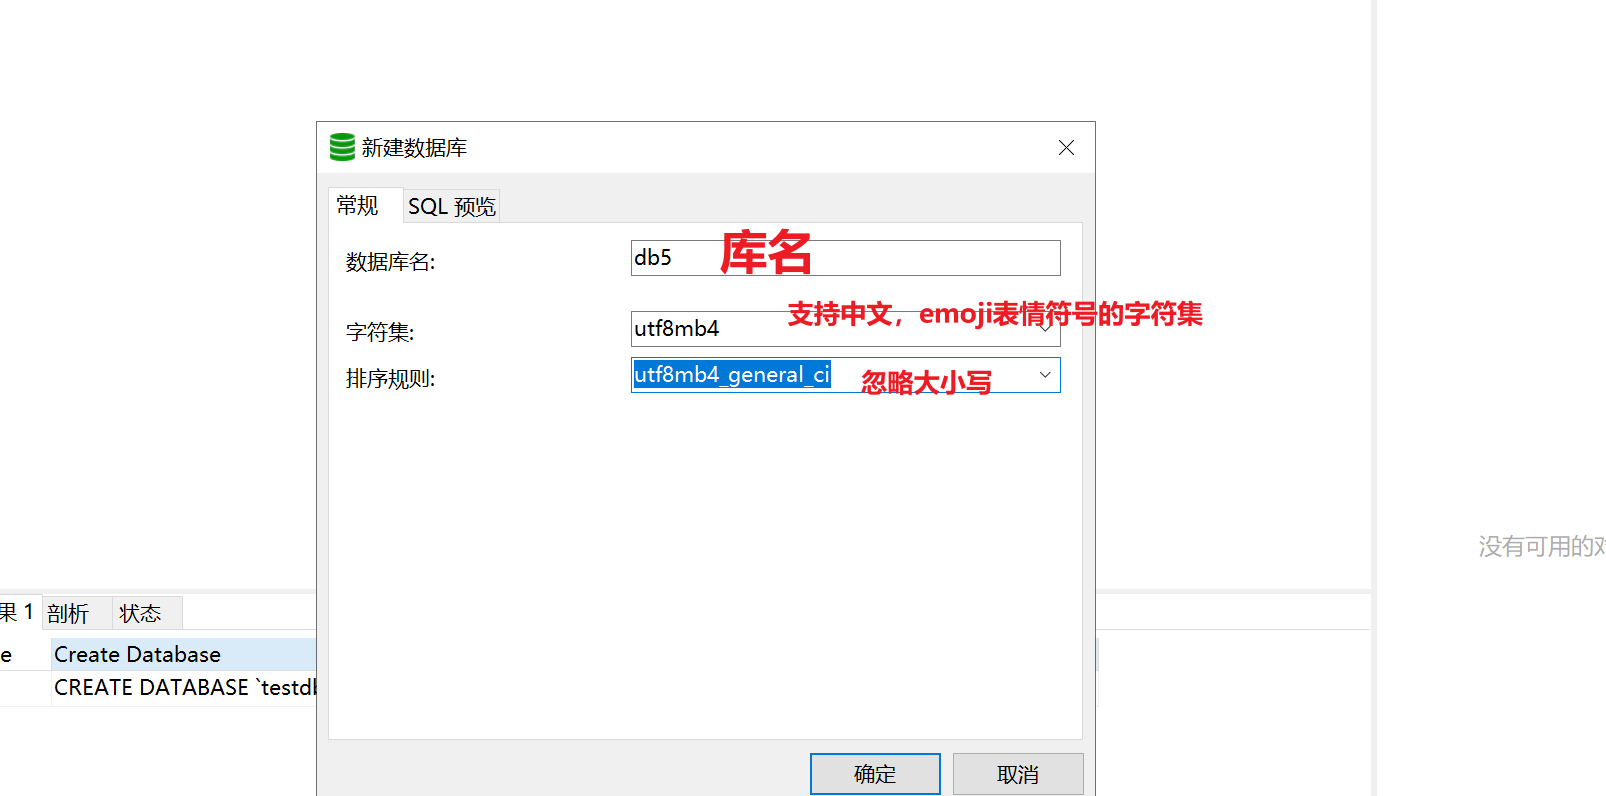 新建数据库
常规
SQL 预览
数据库名:
db5
库名
支持中文，emoji表情符号的字符集
字符集:
utf8mb4
排序规则:
utf8mb4_general_ci
忽略大小写
没有可用的
果 1
剖析
状态
e
Create Database
CREATE DATABASE `testdb
确定
取消